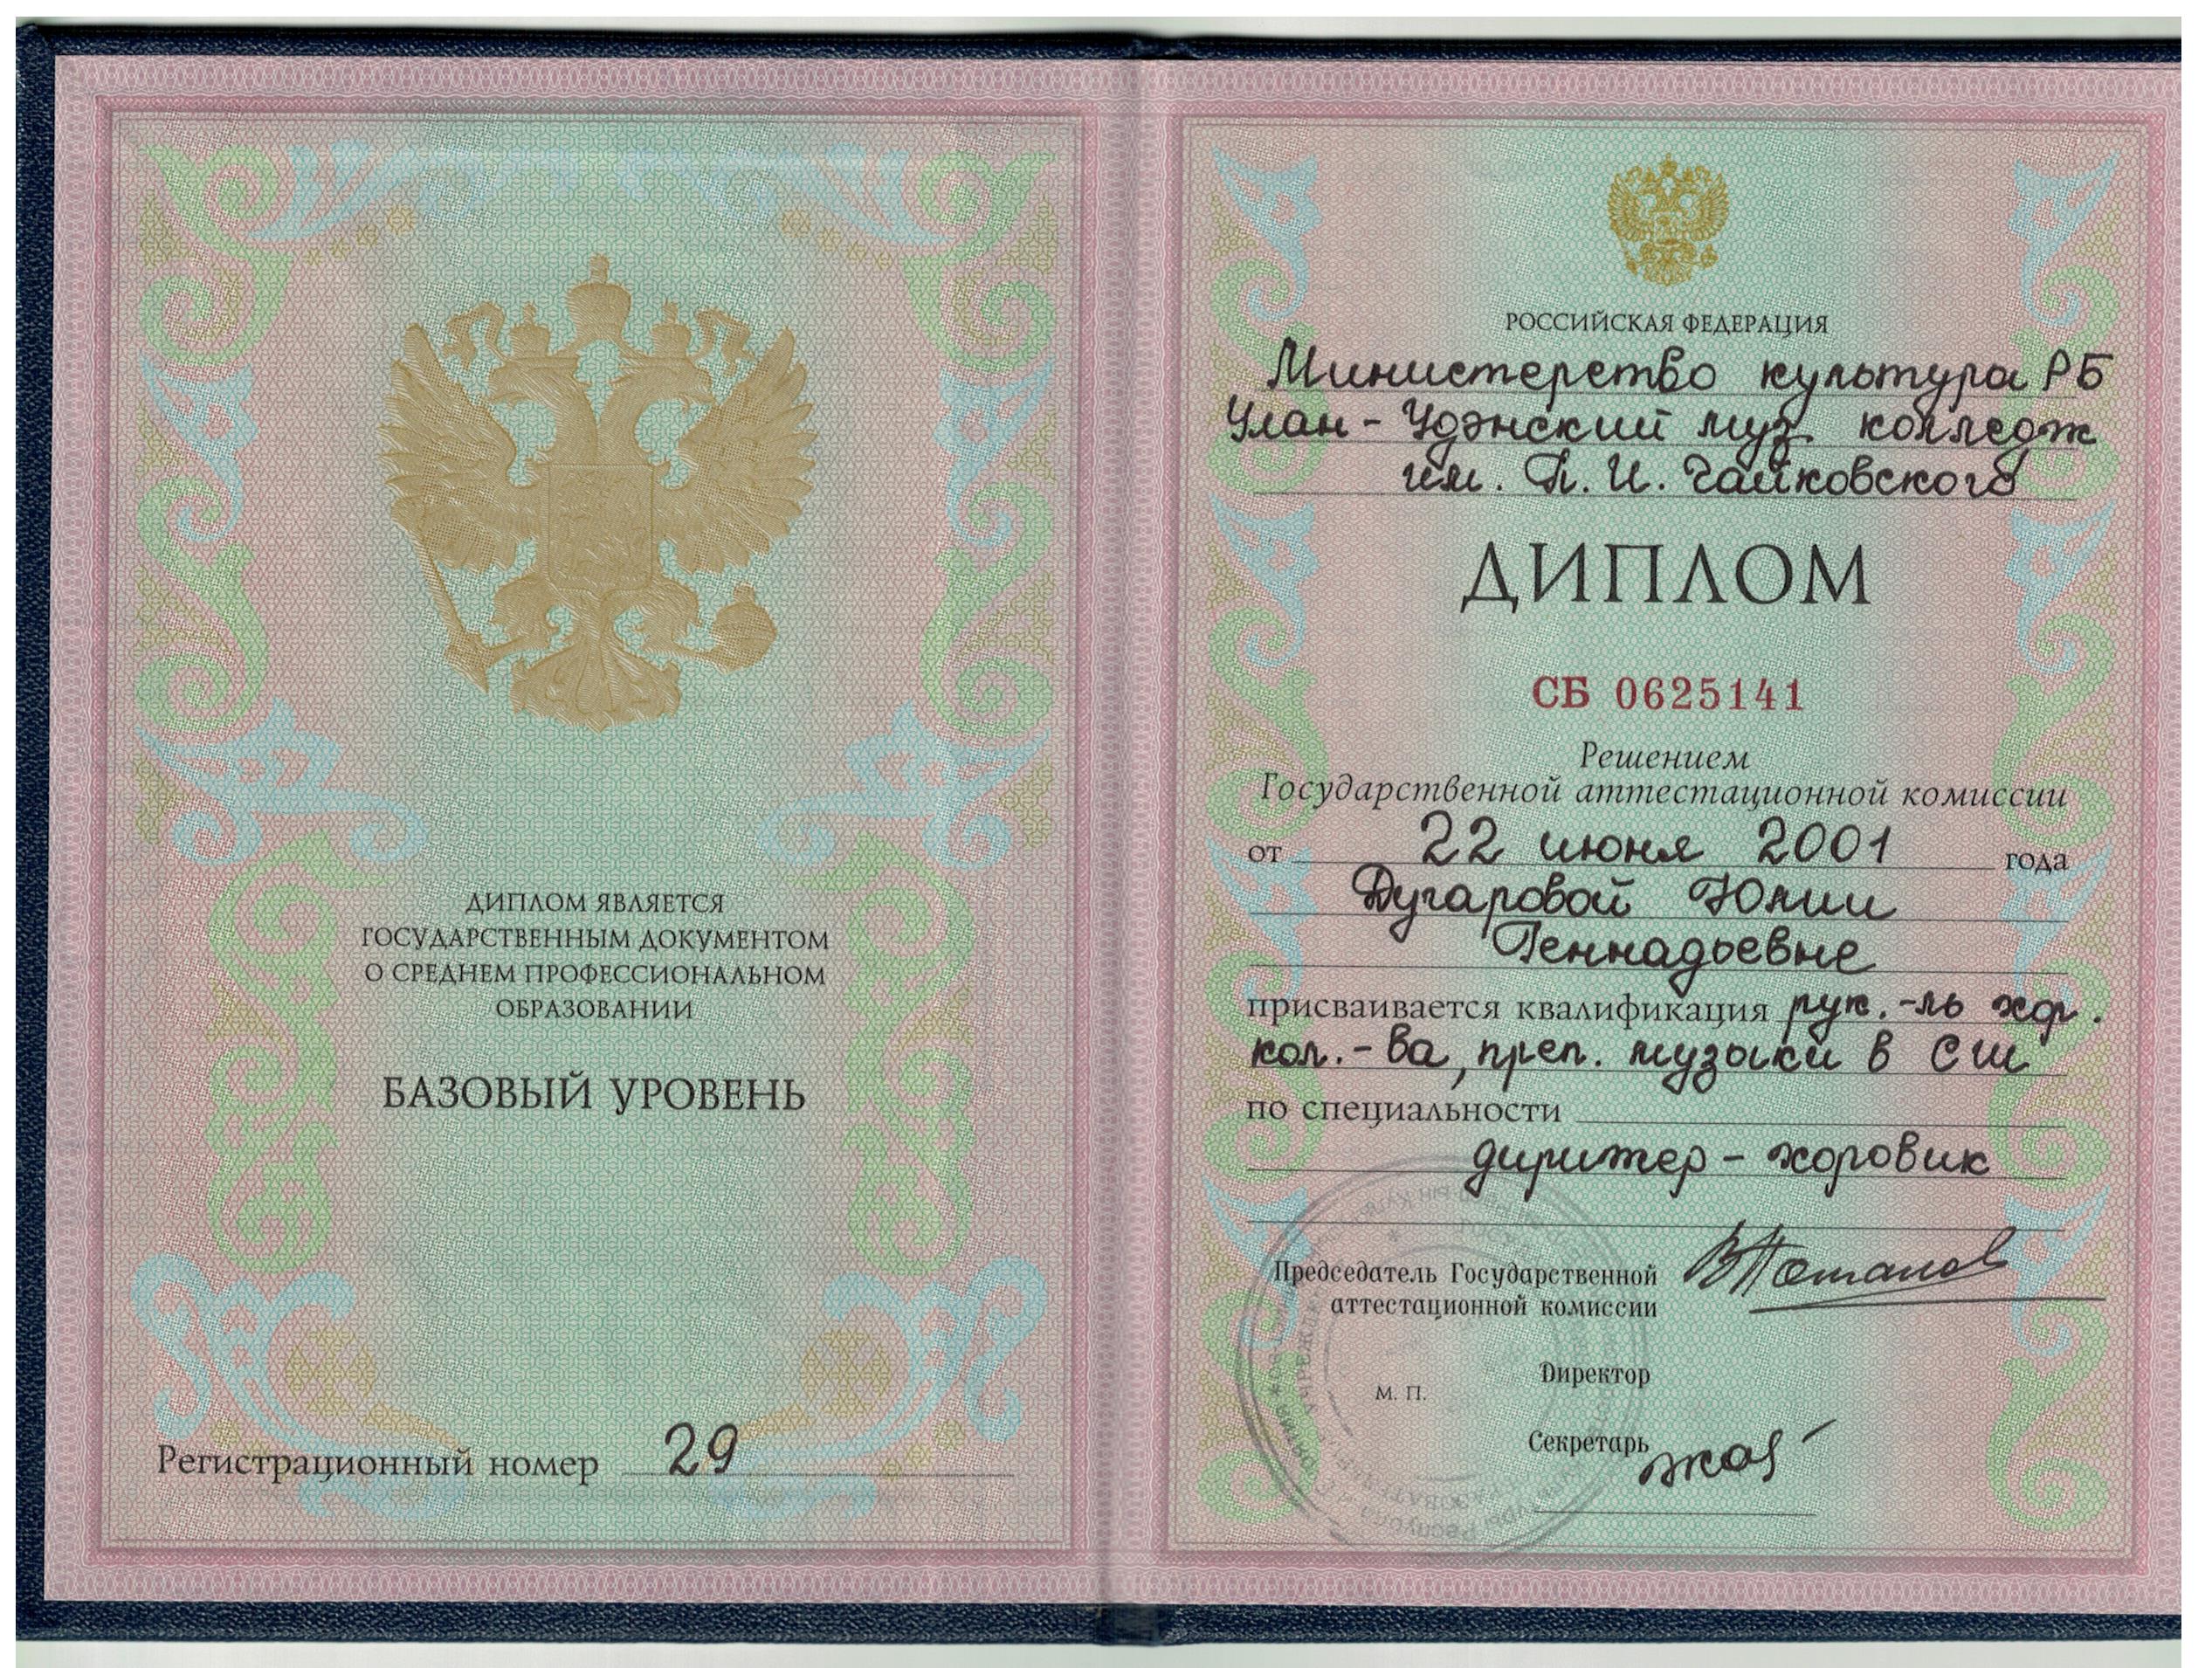 ДИПЛОМ ЯВЛЯЕТСЯ
ГОСУДАРСТВЕННЫМ ДОКУМЕНТОМ
О СРЕДНЕМ ПРОФЕССИОНАЛЬНОМ
ОБРАЗОВАНИИ
БАЗОВЫЙ УРОВЕНЬ
Регистрационный номер 29
РОССИЙСКАЯ ФЕДЕРАЦИЯ
Министерство культура РБ
Улан-Удэнский муз. колледж
им. П. И. Чайковского
ДИПЛОМ
СБ 0625141
Решением
Государственной аттестационной комиссии
от 22 июня 2001 года
Дугаровой Юлии
Геннадьевне
присваивается квалификация рук.-ль хор.
кол.-ва, преп. музыки в СШ
по специальности
дирижер-хоровик
Председатель Государственной
аттестационной комиссии
Директор
М. П.
Секретарь